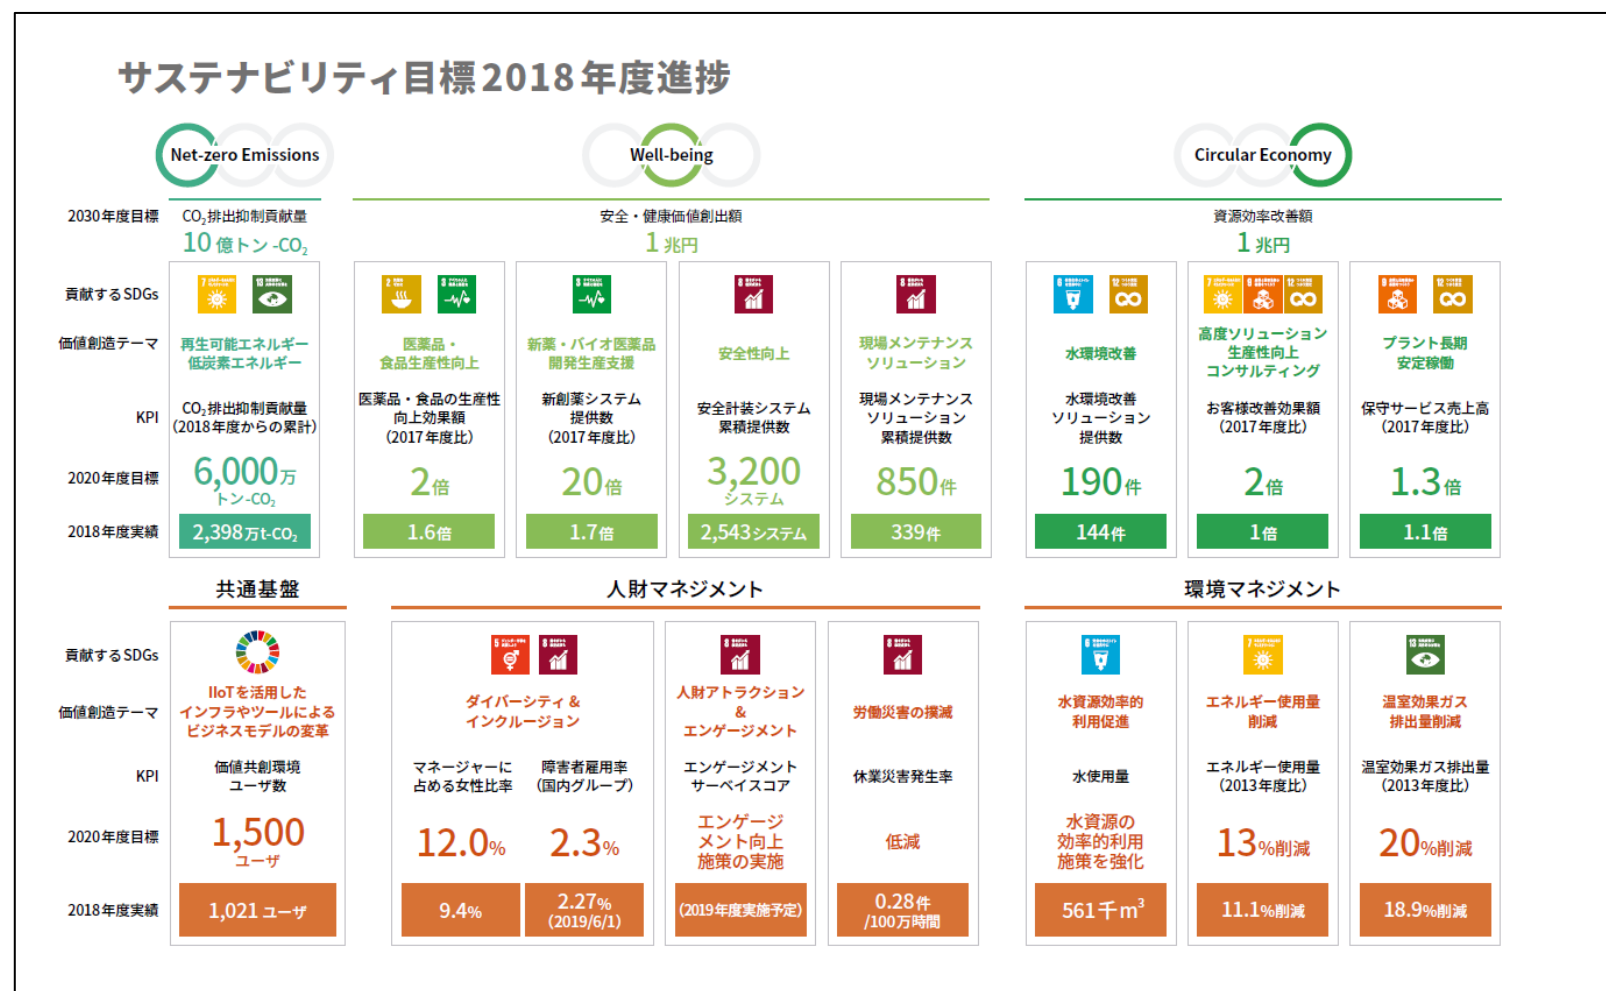 サステナビリティ目標2018年度進捗
Net-zero Emissions
Well-being
Circular Economy
2030年度目標
CO₂排出抑制貢献量
10億トン-CO₂
安全・健康価値創出額
1兆円
資源効率改善額
1兆円
貢献するSDGs
7
13
2
3
3
8
8
6
12
7
9
12
9
12
価値創造テーマ
再生可能エネルギー
低炭素エネルギー
医薬品・
食品生産性向上
新薬・バイオ医薬品
開発生産支援
安全性向上
現場メンテナンス
ソリューション
水環境改善
高度ソリューション
生産性向上
コンサルティング
プラント長期
安定稼働
KPI
CO₂排出抑制貢献量
(2018年度からの累計)
医薬品・食品の生産性
向上効果額
(2017年度比)
新創薬システム
提供数
(2017年度比)
安全計装システム
累積提供数
現場メンテナンス
ソリューション
累積提供数
水環境改善
ソリューション
提供数
お客様改善効果額
(2017年度比)
保守サービス売上高
(2017年度比)
2020年度目標
6,000万
トン-CO₂
2倍
20倍
3,200
システム
850件
190件
2倍
1.3倍
2018年度実績
2,398万t-CO₂
1.6倍
1.7倍
2,543システム
339件
144件
1倍
1.1倍
共通基盤
人財マネジメント
環境マネジメント
貢献するSDGs
5
8
8
8
6
7
13
価値創造テーマ
IIoTを活用した
インフラやツールによる
ビジネスモデルの変革
ダイバーシティ &
インクルージョン
人財アトラクション
&
エンゲージメント
労働災害の撲滅
水資源効率的
利用促進
エネルギー使用量
削減
温室効果ガス
排出量削減
KPI
価値共創環境
ユーザ数
マネージャーに
占める女性比率
障害者雇用率
(国内グループ)
エンゲージメント
サーベイスコア
休業災害発生率
水使用量
エネルギー使用量
(2013年度比)
温室効果ガス排出量
(2013年度比)
2020年度目標
1,500
ユーザ
12.0%
2.3%
エンゲージ
メント向上
施策の実施
低減
水資源の
効率的利用
施策を強化
13%削減
20%削減
2018年度実績
1,021ユーザ
9.4%
2.27%
(2019/6/1)
(2019年度実施予定)
0.28件
/100万時間
561千m³
11.1%削減
18.9%削減